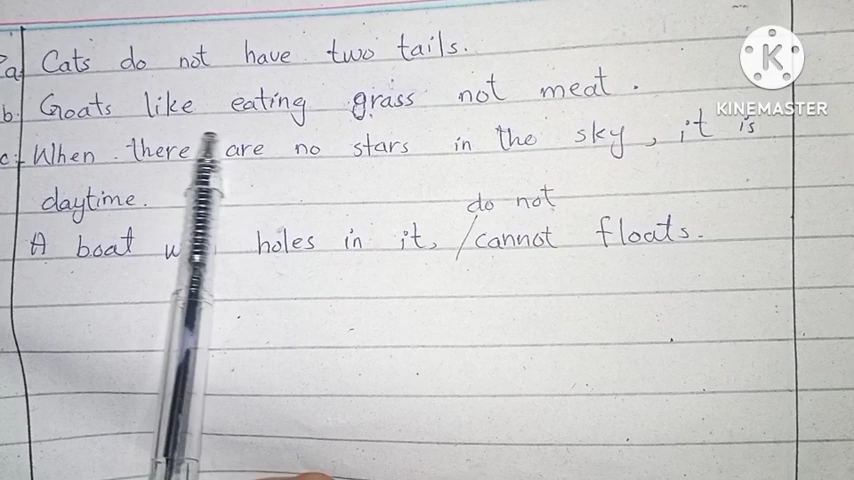 a. Cats do not have two tails.
b. Goats like eating grass not meat.
KINEMASTER
c. When there are no stars in the sky, it is
daytime.
do not
A boat holes in it, /cannot floats.